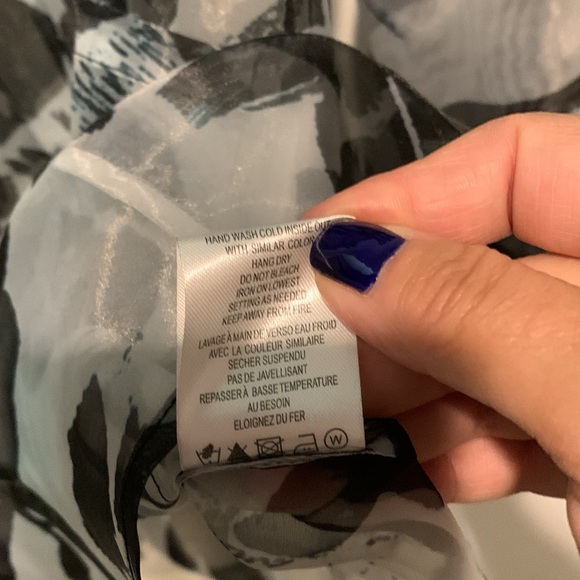 HAND WASH COLD INSIDE OUT
WITH SIMILAR COLOR
HANG DRY
DO NOT BLEACH
IRON ON LOWEST
SETTING AS NEEDED
KEEP AWAY FROM FIRE
LAVAGE À MAIN DE VERSO EAU FROID
AVEC LA COULEUR SIMILAIRE
SECHER SUSPENDU
PAS DE JAVELLISANT
REPASSER À BASSE TEMPERATURE
AU BESOIN
ELOIGNEZ DU FER
W